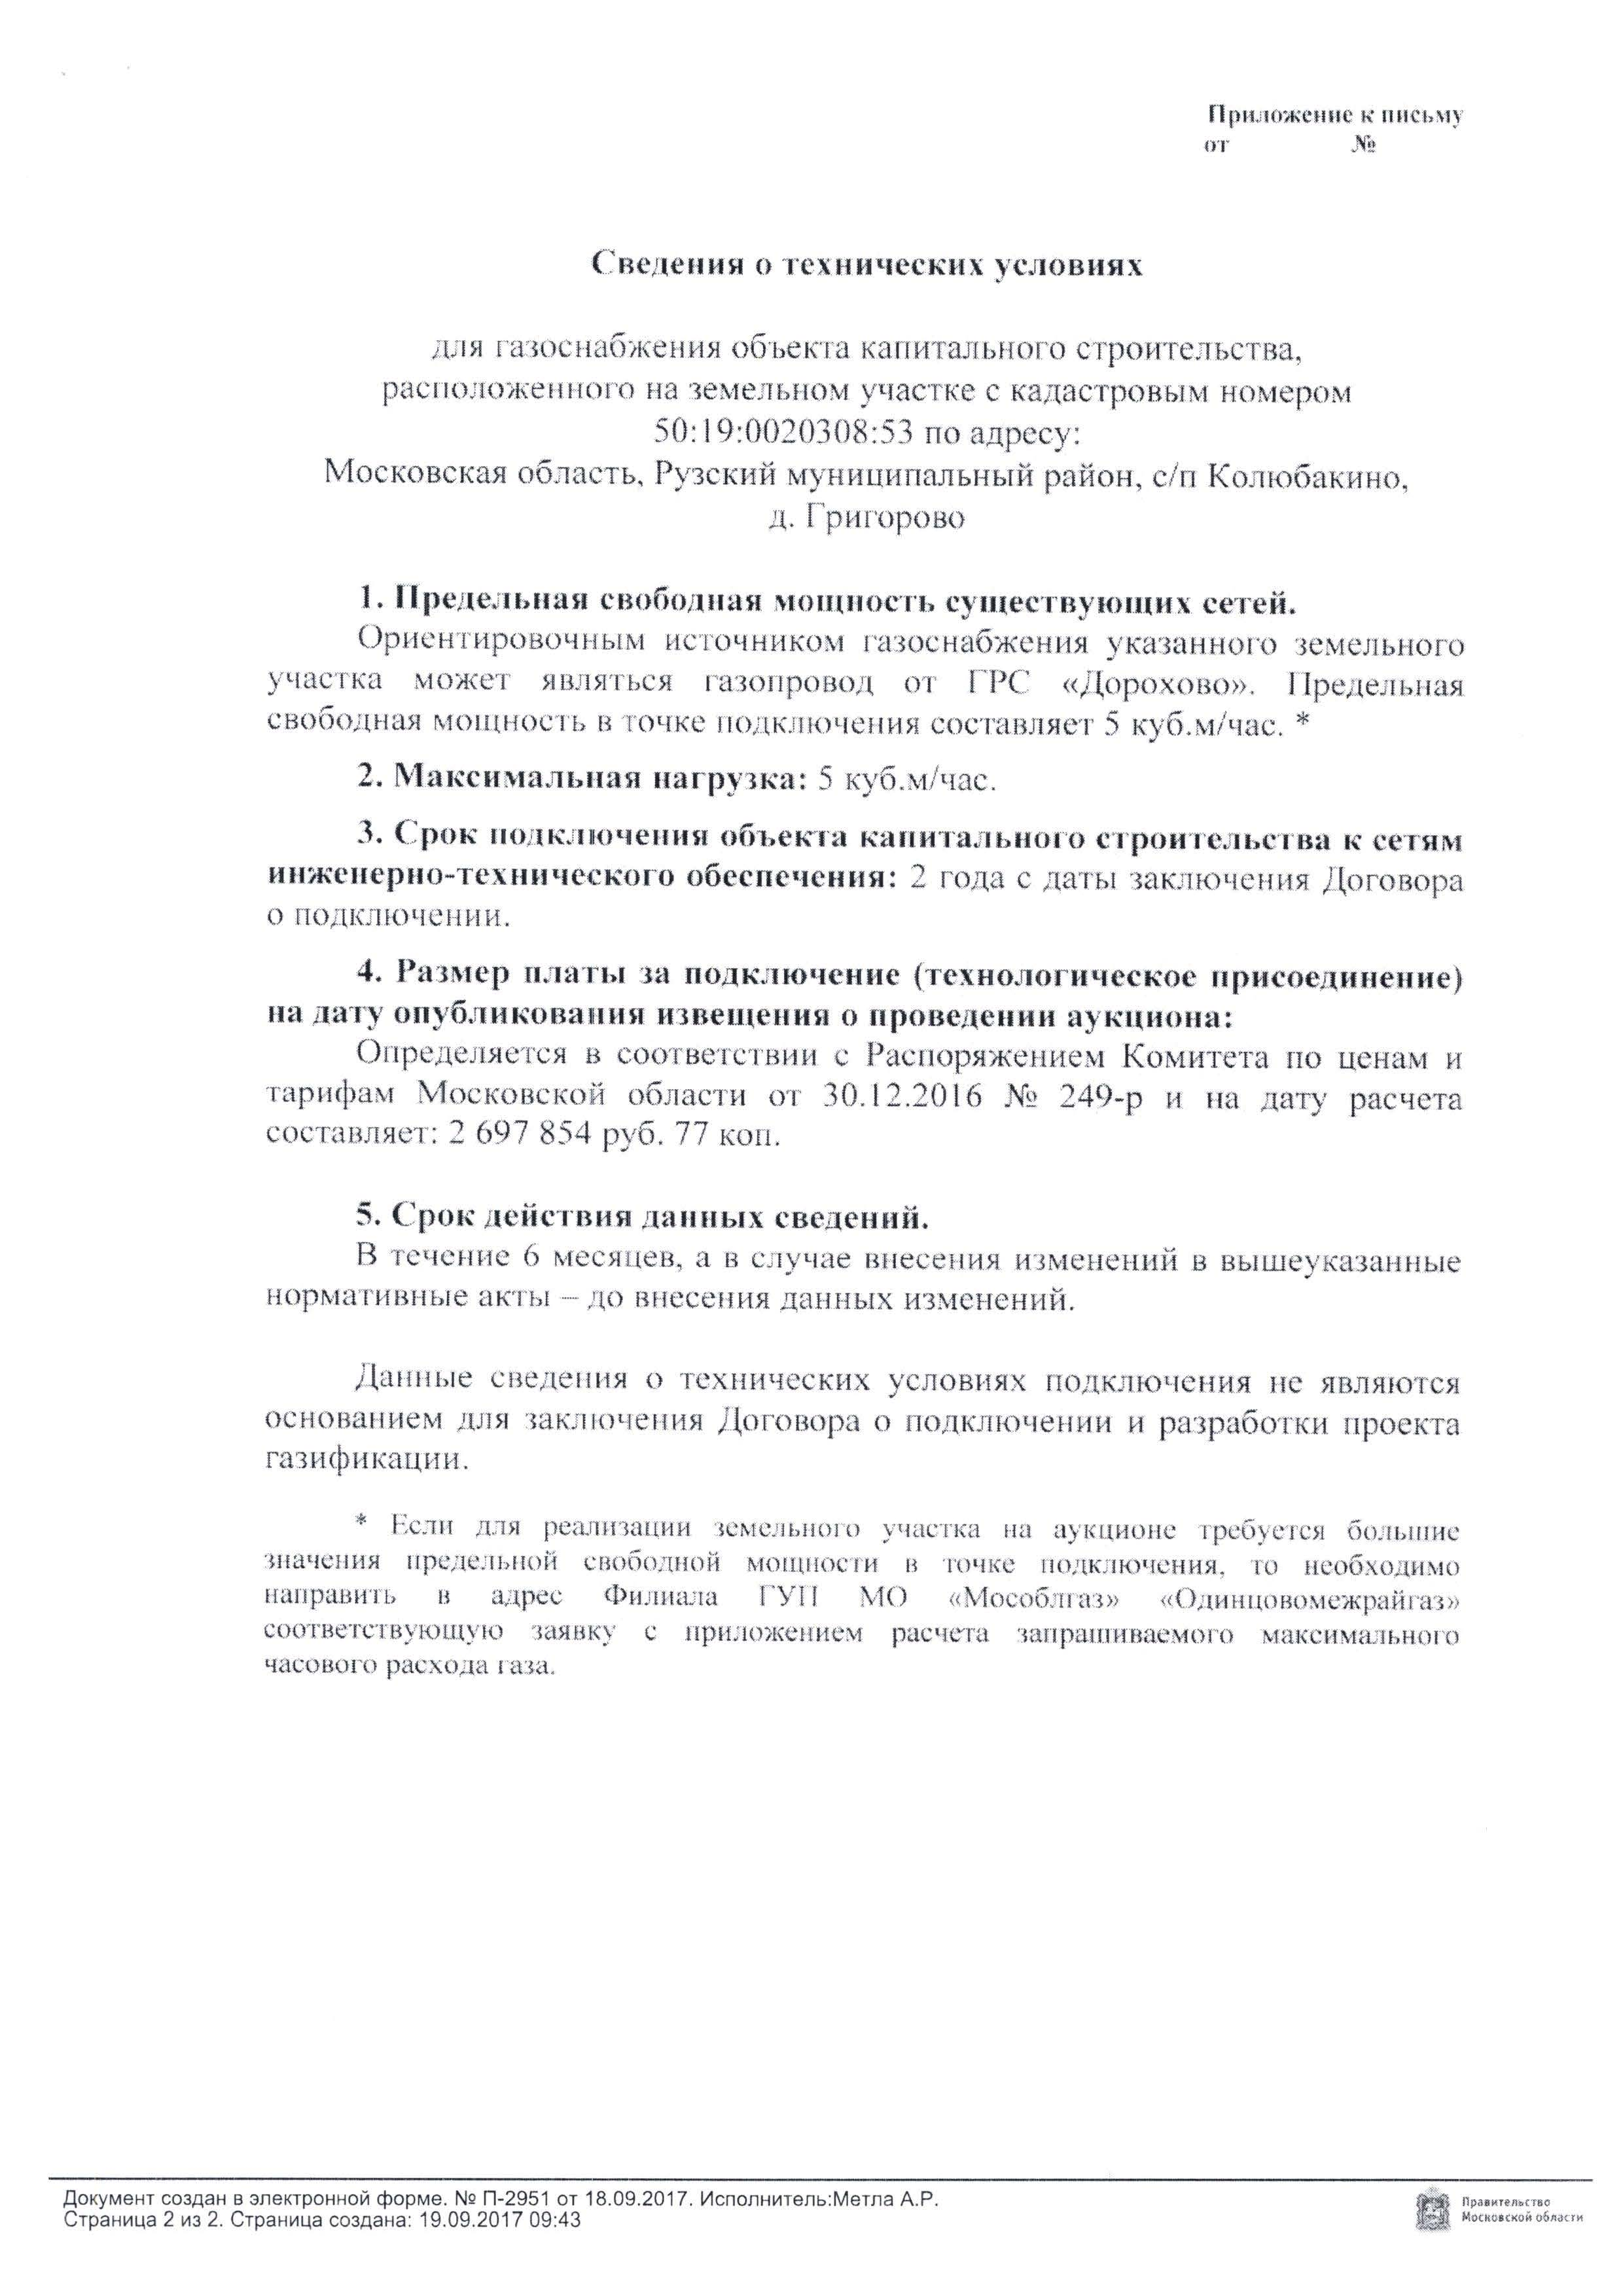 Приложение к письму
от №
Сведения о технических условиях
для газоснабжения объекта капитального строительства,
расположенного на земельном участке с кадастровым номером
50:19:0020308:53 по адресу:
Московская область, Рузский муниципальный район, с/п Колюбакино,
д. Григорово
1. Предельная свободная мощность существующих сетей.
Ориентировочным источником газоснабжения указанного земельного
участка может являться газопровод от ГРС «Дорохово». Предельная
свободная мощность в точке подключения составляет 5 куб.м/час. *
2. Максимальная нагрузка: 5 куб.м/час.
3. Срок подключения объекта капитального строительства к сетям
инженерно-технического обеспечения: 2 года с даты заключения Договора
о подключении.
4. Размер платы за подключение (технологическое присоединение)
на дату опубликования извещения о проведении аукциона:
Определяется в соответствии с Распоряжением Комитета по ценам и
тарифам Московской области от 30.12.2016 № 249-р и на дату расчета
составляет: 2 697 854 руб. 77 коп.
5. Срок действия данных сведений.
В течение 6 месяцев, а в случае внесения изменений в вышеуказанные
нормативные акты – до внесения данных изменений.
Данные сведения о технических условиях подключения не являются
основанием для заключения Договора о подключении и разработки проекта
газификации.
* Если для реализации земельного участка на аукционе требуется большие
значения предельной свободной мощности в точке подключения, то необходимо
направить в адрес Филиала ГУП МО «Мособлгаз» «Одинцовомежрайгаз»
соответствующую заявку с приложением расчета запрашиваемого максимального
часового расхода газа.
Документ создан в электронной форме. № П-2951 от 18.09.2017. Исполнитель:Метла А.Р.
Страница 2 из 2. Страница создана: 19.09.2017 09:43
Правительство
Московской области